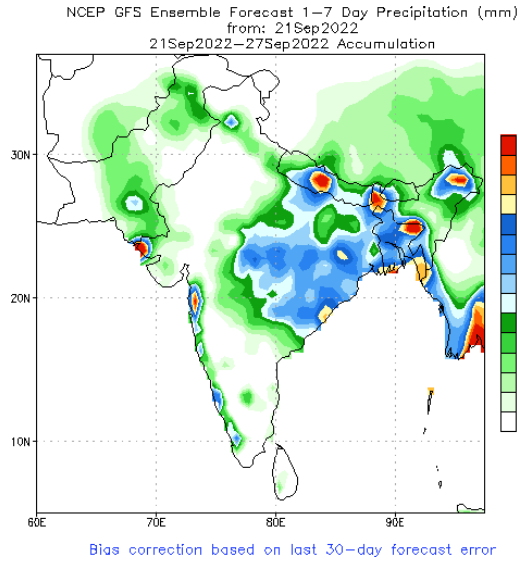 NCEP GFS Ensemble Forecast 1-7 Day Precipitation (mm)
from: 21Sep2022
21Sep2022-27Sep2022 Accumulation
30N
20N
10N
60E 70E 80E 90E
Bias correction based on last 30-day forecast error